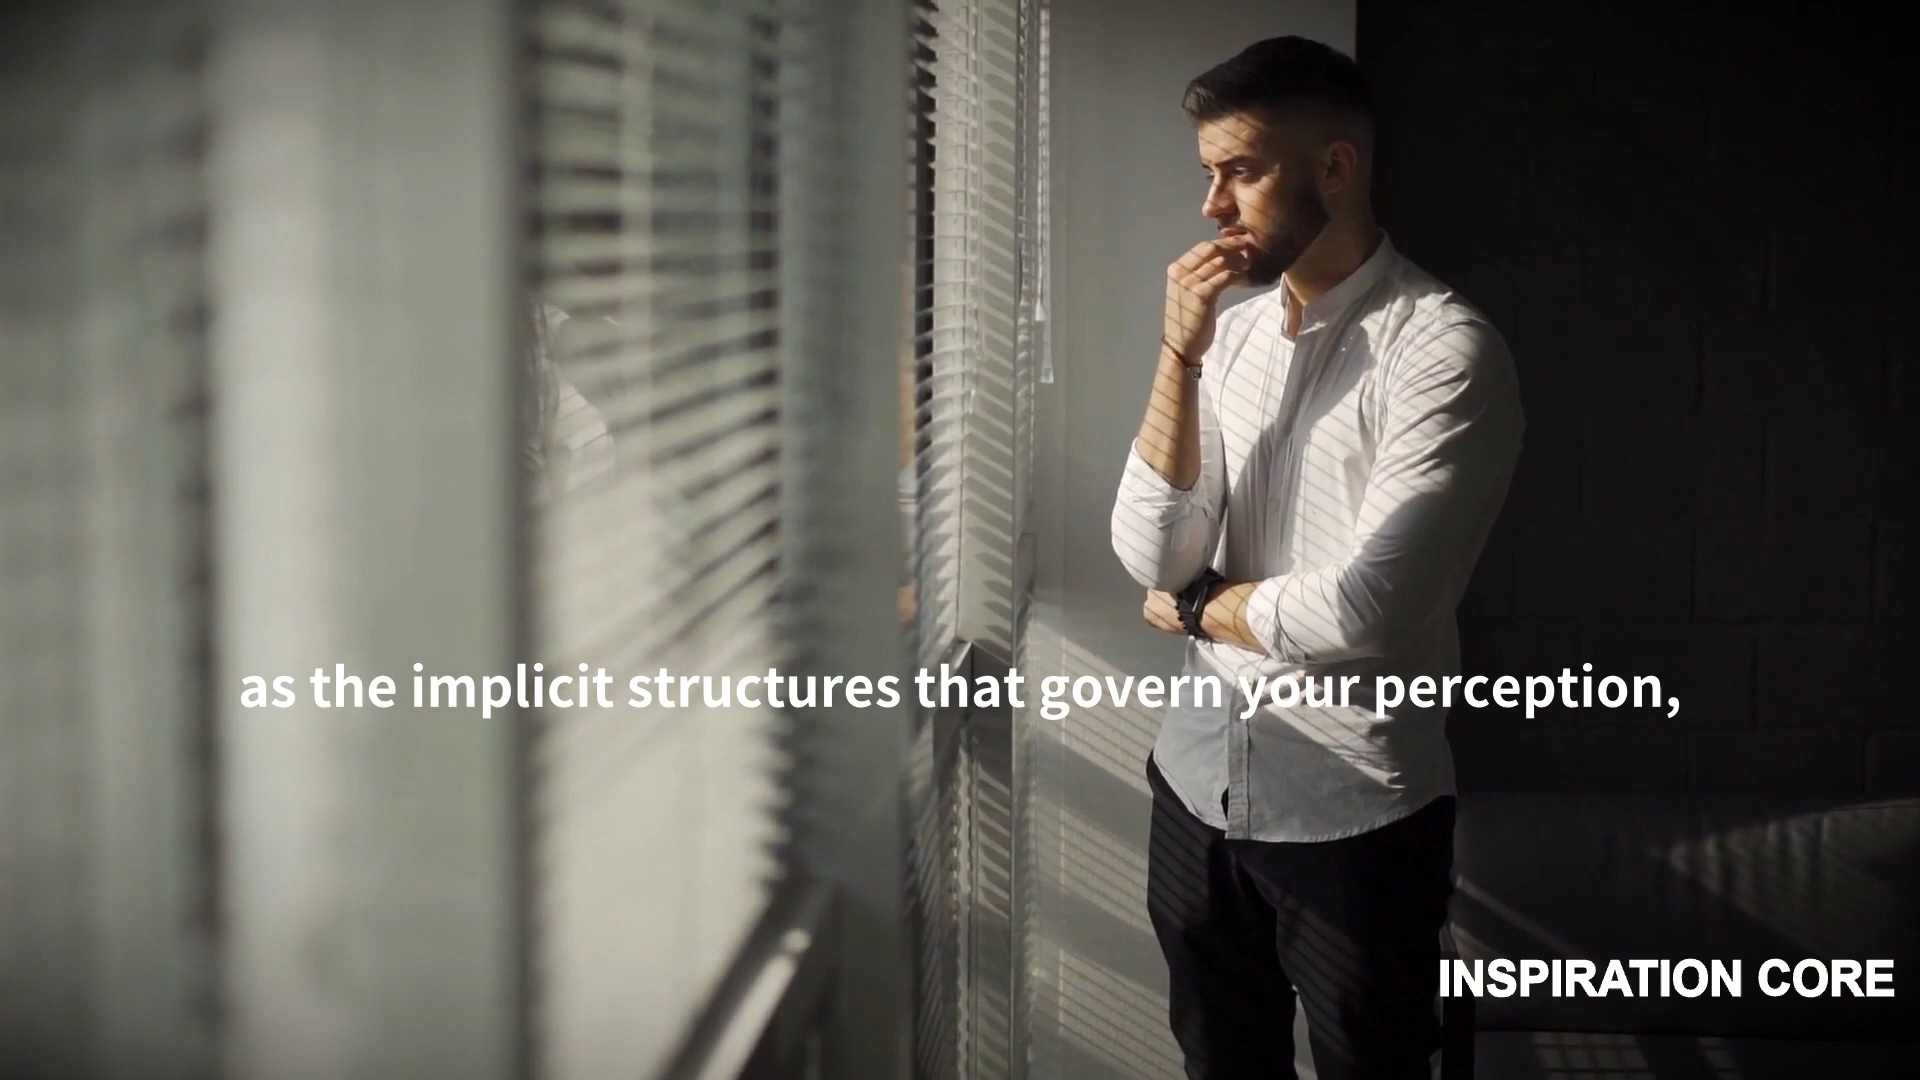 as the implicit structures that govern your perception,
INSPIRATION CORE